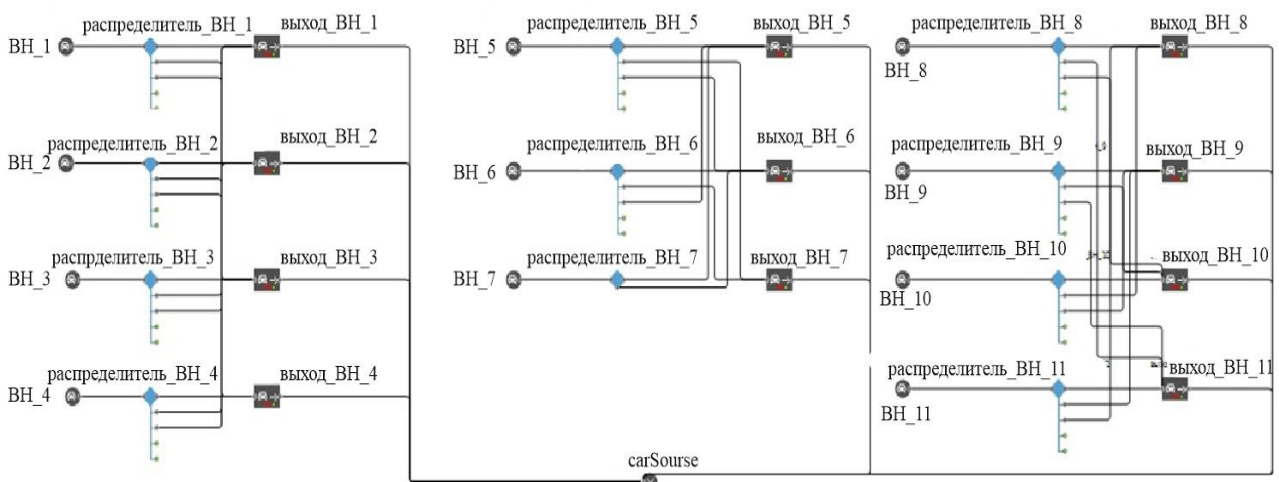 распределитель_ВН_1
выход_ВН_1
ВН_1
распределитель_ВН_2
выход_ВН_2
ВН_2
распрделитель_ВН_3
выход_ВН_3
ВН_3
распределитель_ВН_4
выход_ВН_4
ВН_4
распределитель_ВН_5
выход_ВН_5
ВН_5
распределитель_ВН_6
выход_ВН_6
ВН_6
распределитель_ВН_7
выход_ВН_7
ВН_7
распределитель_ВН_8
выход_ВН_8
ВН_8
распределитель_ВН_9
выход_ВН_9
ВН_9
распределитель_ВН_10
выход_ВН_10
ВН_10
распределитель_ВН_11
выход_ВН_11
ВН_11
carSourse